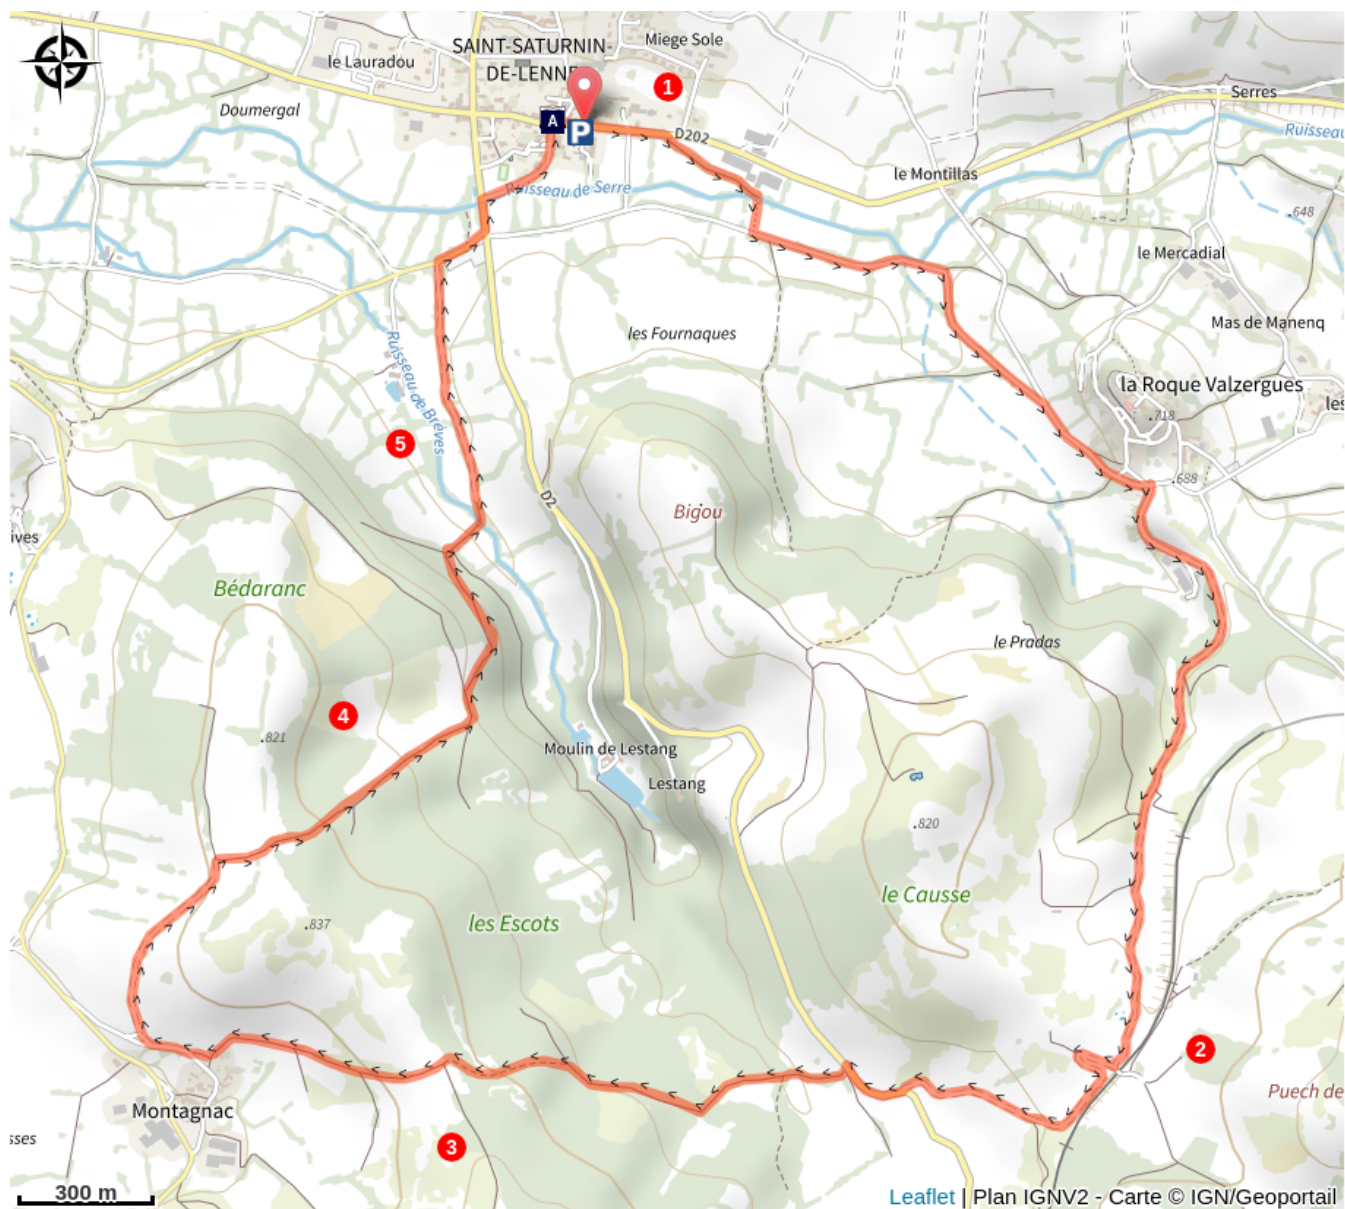 SAINT-SATURNIN-
DE-LENNE
Miege Sole
le Lauradou
1
Serres
Doumergal
A
P
D202
Ruisseau
le Montillas
Ruisseau de Serre
648
le Mercadial
Mas de Manenq
les Fournaques
Ruisseau de Brèves
la Roque Valzergues
718
les
5
688
D2
Bigou
ives
Bédaranc
le Pradas
4
821
Moulin de Lestang
Lestang
820
le Causse
les Escots
837
2
Puech de
Montagnac
sses
3
300 m
Leaflet | Plan IGNV2 - Carte © IGN/Geoportail